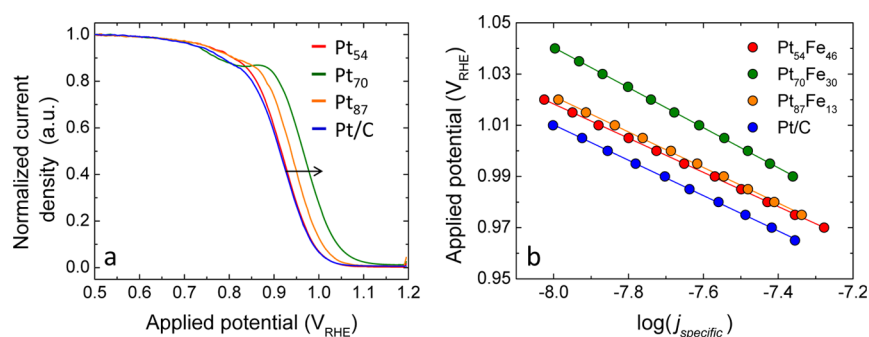 Normalized current
density (a.u.)
1.0
0.8
0.6
0.4
0.2
0.0
Pt₅₄
Pt₇₀
Pt₈₇
Pt/C
a
0.5 0.6 0.7 0.8 0.9 1.0 1.1 1.2
Applied potential (V_RHE)
Applied potential (V_RHE)
1.05
1.03
1.01
0.99
0.97
0.95
Pt₅₄Fe₄₆
Pt₇₀Fe₃₀
Pt₈₇Fe₁₃
Pt/C
b
-8.0 -7.8 -7.6 -7.4 -7.2
log(j_specific)